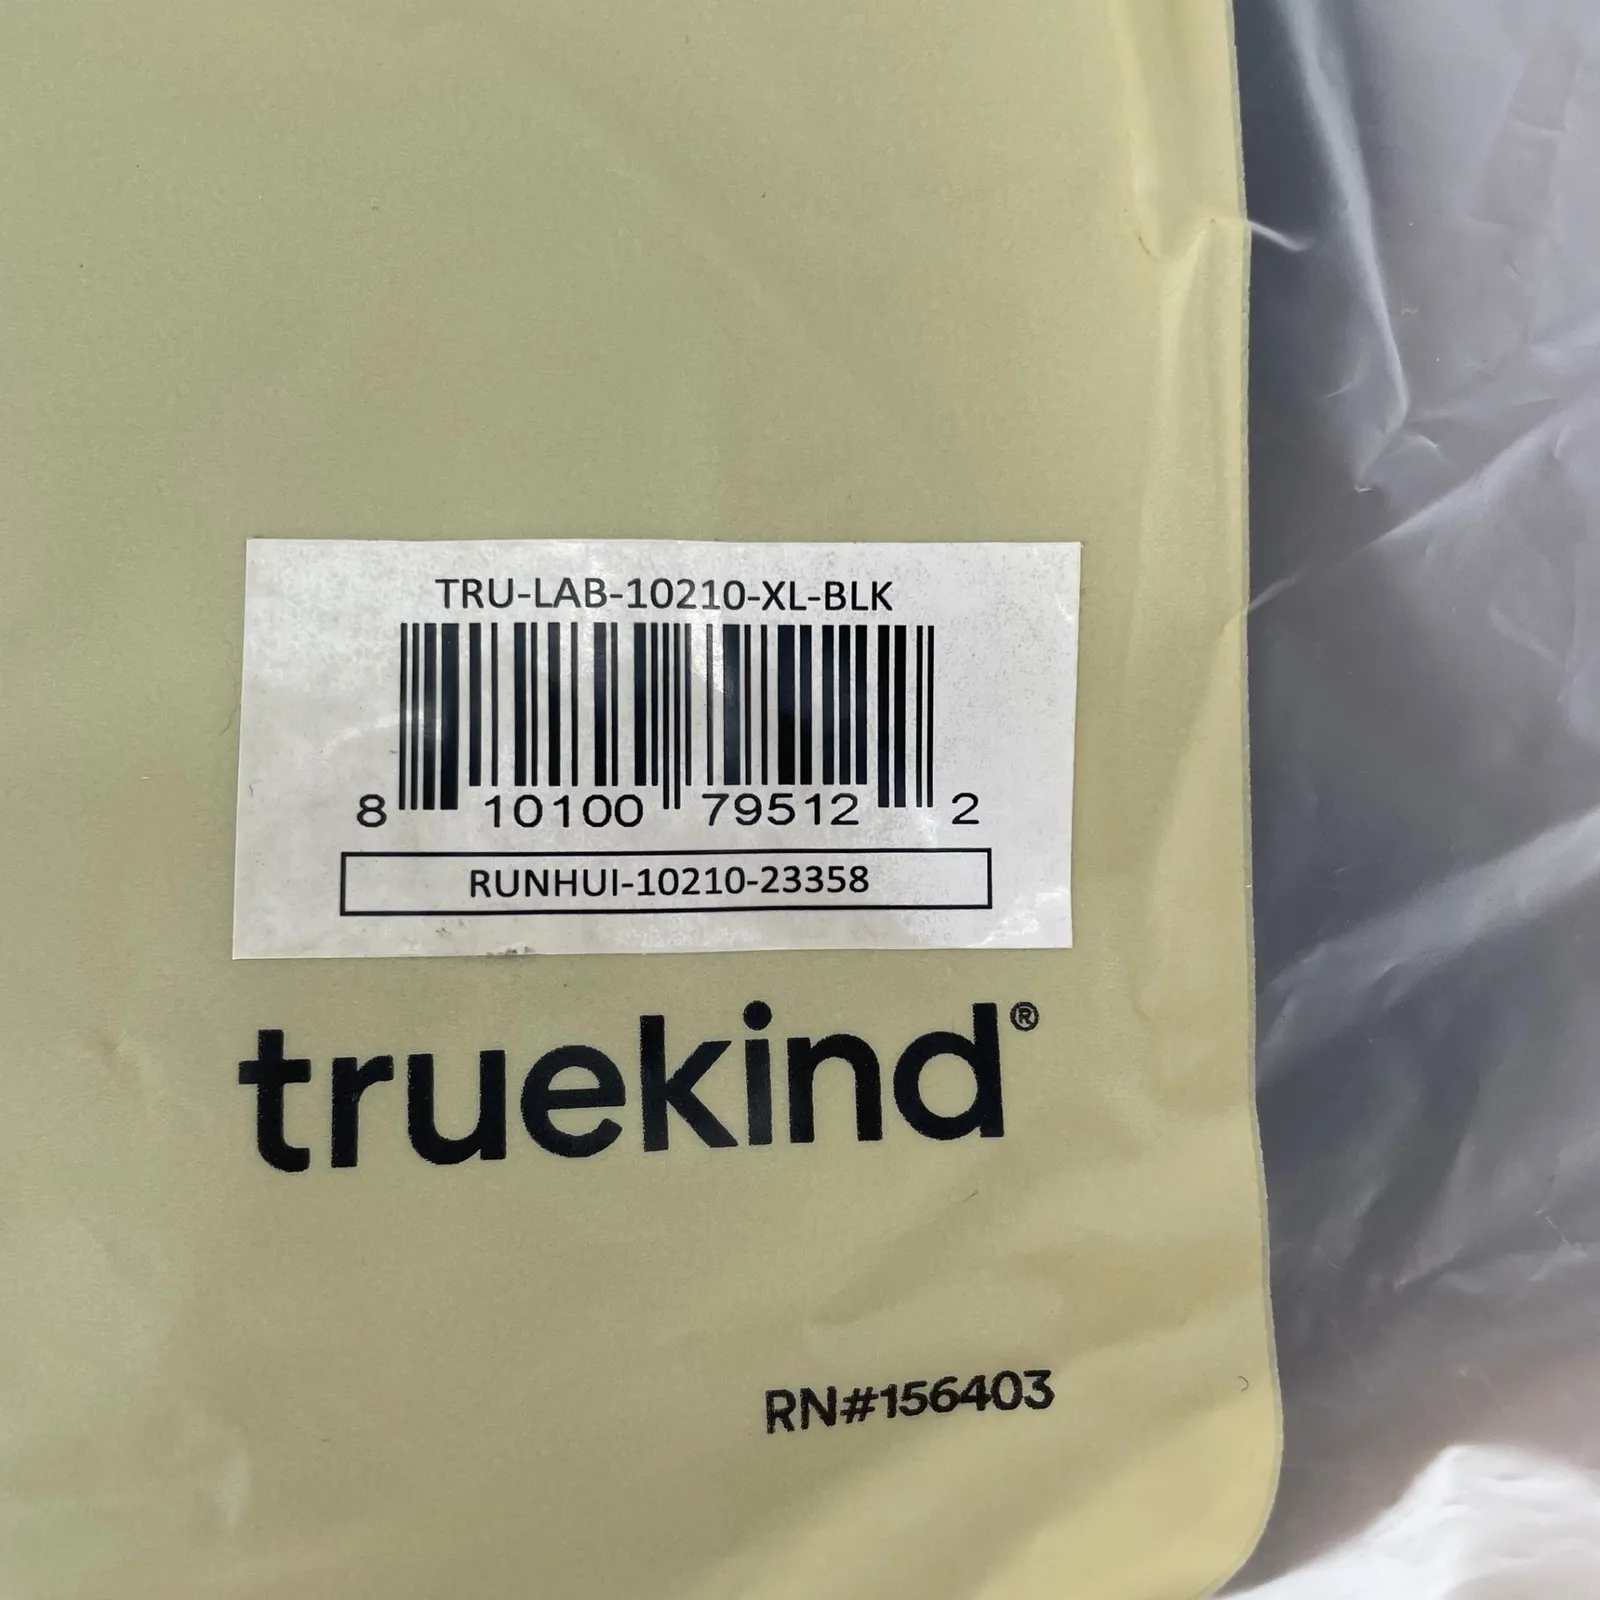 TRU-LAB-10210-XL-BLK
8 10100 79512 2
RUNHUI-10210-23358
truekind®
RN#156403